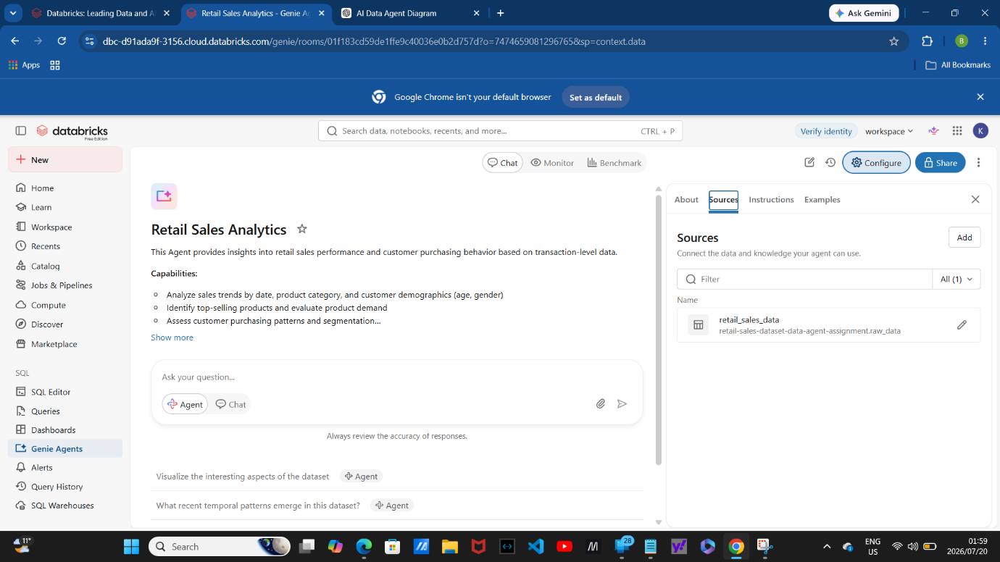 Databricks: Leading Data and A
Retail Sales Analytics - Genie Ag
AI Data Agent Diagram
Ask Gemini
dbc-d91ada9f-3156.cloud.databricks.com/genie/rooms/01f183cd59de1ffe9c40036e0b2d757d?o=7474659081296765&sp=context.data
B
Apps
All Bookmarks
Google Chrome isn't your default browser
Set as default
databricks
Free Edition
Search data, notebooks, recents, and more...
CTRL + P
Verify identity
workspace
K
New
Home
Learn
Workspace
Recents
Catalog
Jobs & Pipelines
Compute
Discover
Marketplace
SQL
SQL Editor
Queries
Dashboards
Genie Agents
Alerts
Query History
SQL Warehouses
Chat
Monitor
Benchmark
Configure
Share
Retail Sales Analytics
This Agent provides insights into retail sales performance and customer purchasing behavior based on transaction-level data.
Capabilities:
Analyze sales trends by date, product category, and customer demographics (age, gender)
Identify top-selling products and evaluate product demand
Assess customer purchasing patterns and segmentation...
Show more
Ask your question...
Agent
Chat
Always review the accuracy of responses.
Visualize the interesting aspects of the dataset
Agent
What recent temporal patterns emerge in this dataset?
Agent
About
Sources
Instructions
Examples
Sources
Add
Connect the data and knowledge your agent can use.
Filter
All (1)
Name
retail_sales_data
retail-sales-dataset-data-agent-assignment.raw_data
11°
Search
28
ENG
US
01:59
2026/07/20